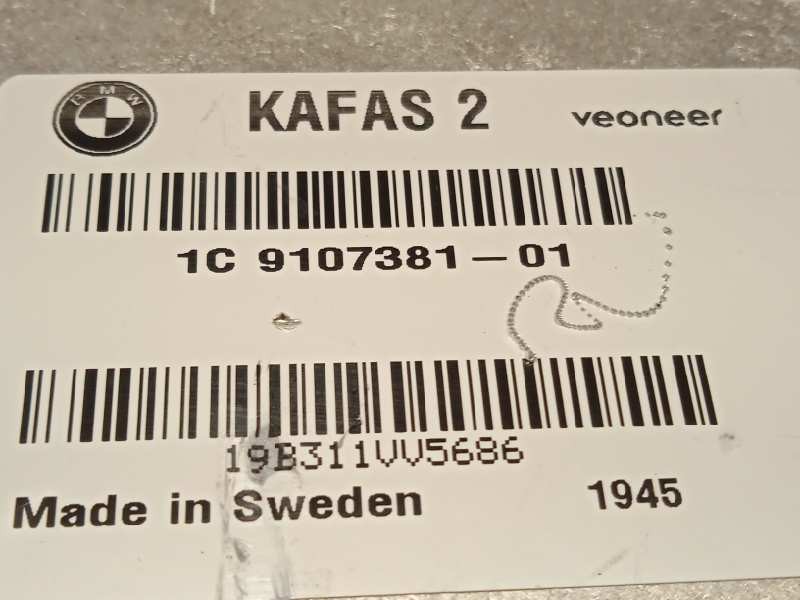 BMW KAFAS 2 veoneer
1C 9107381-01
19B311VV5686
Made in Sweden 1945